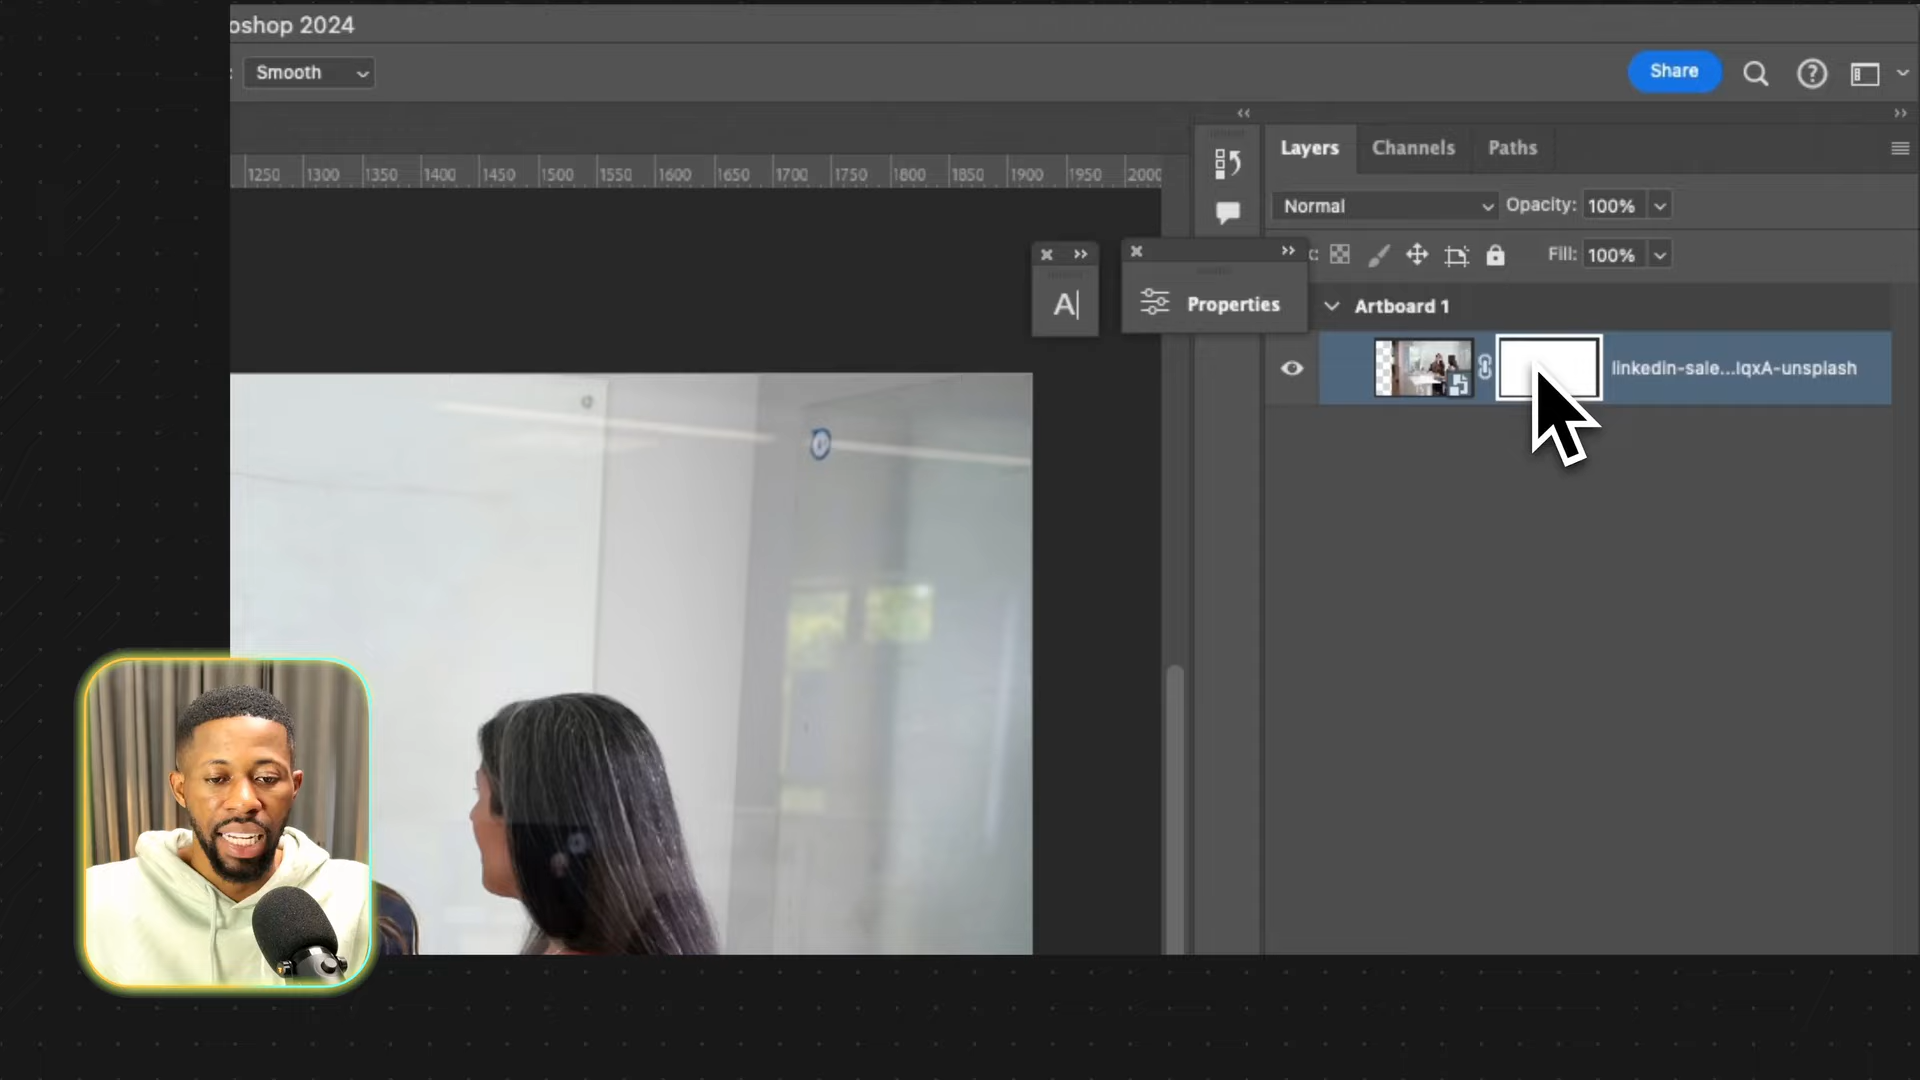 oshop 2024
: Smooth
Share
Layers Channels Paths
1250 1300 1350 1400 1450 1500 1550 1600 1650 1700 1750 1800 1850 1900 1950 2000
Normal Opacity: 100%
Fill: 100%
A|
Properties
Artboard 1
linkedin-sale...IqxA-unsplash